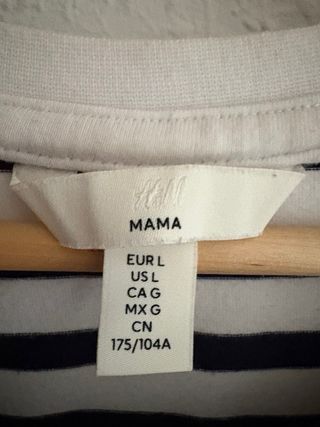 H&M
MAMA
EUR L
US L
CA G
MX G
CN
175/104A